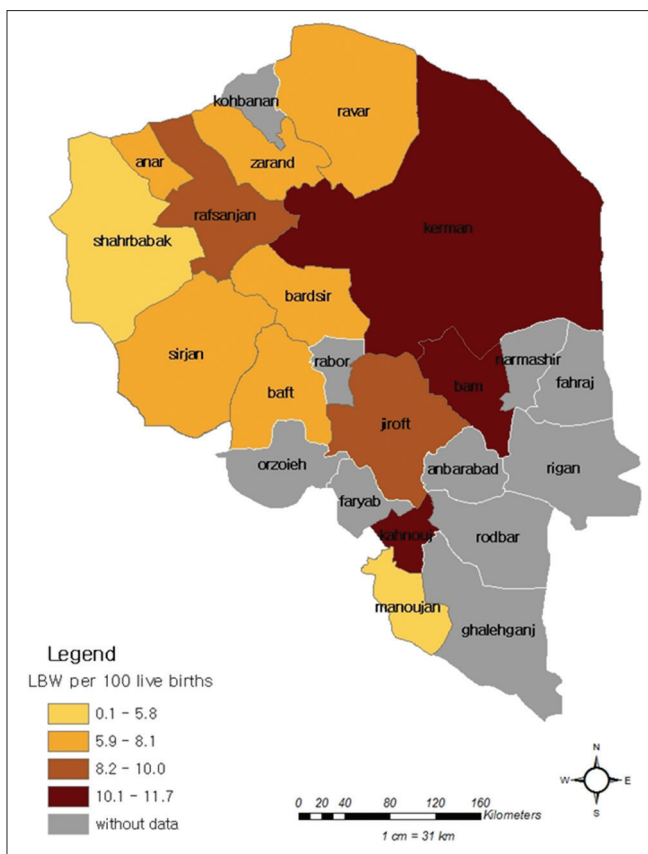 kohbanan
ravar
anar
zarand
rafsanjan
kerman
shahrbabak
bardsir
sirjan
rabor
narmashir
bam
fahraj
baft
jiroft
orzoieh
anbarabad
rigan
faryab
kahnouj
rodbar
manoujan
ghalehganj
Legend
LBW per 100 live births
0.1 - 5.8
5.9 - 8.1
8.2 - 10.0
10.1 - 11.7
without data
N
W E
S
0 20 40 80 120 160
Kilometers
1 cm = 31 km